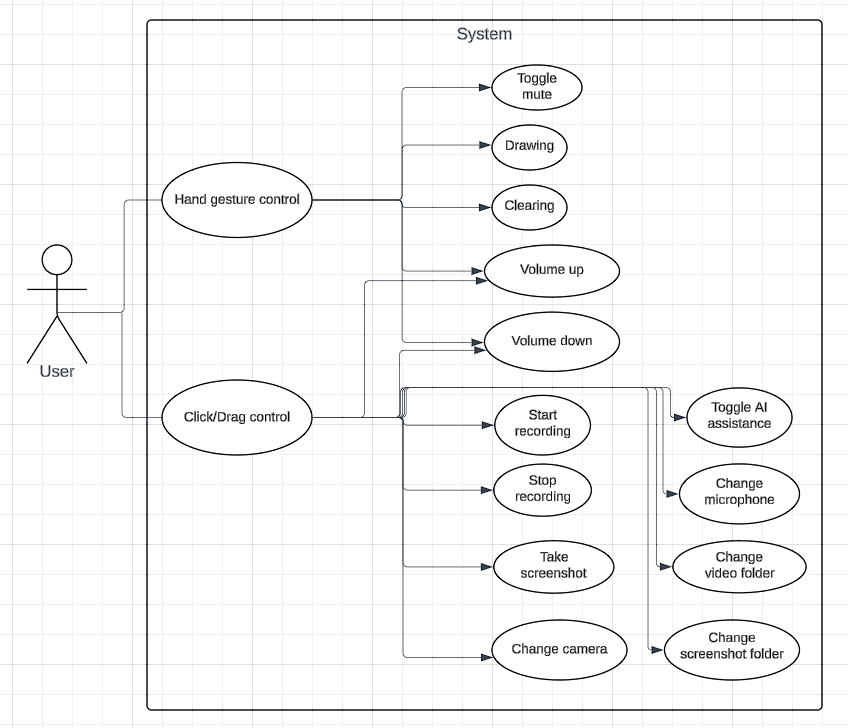 System
Toggle
mute
Drawing
Clearing
Hand gesture control
Volume up
Volume down
User
Click/Drag control
Start
recording
Toggle AI
assistance
Stop
recording
Change
microphone
Take
screenshot
Change
video folder
Change camera
Change
screenshot folder